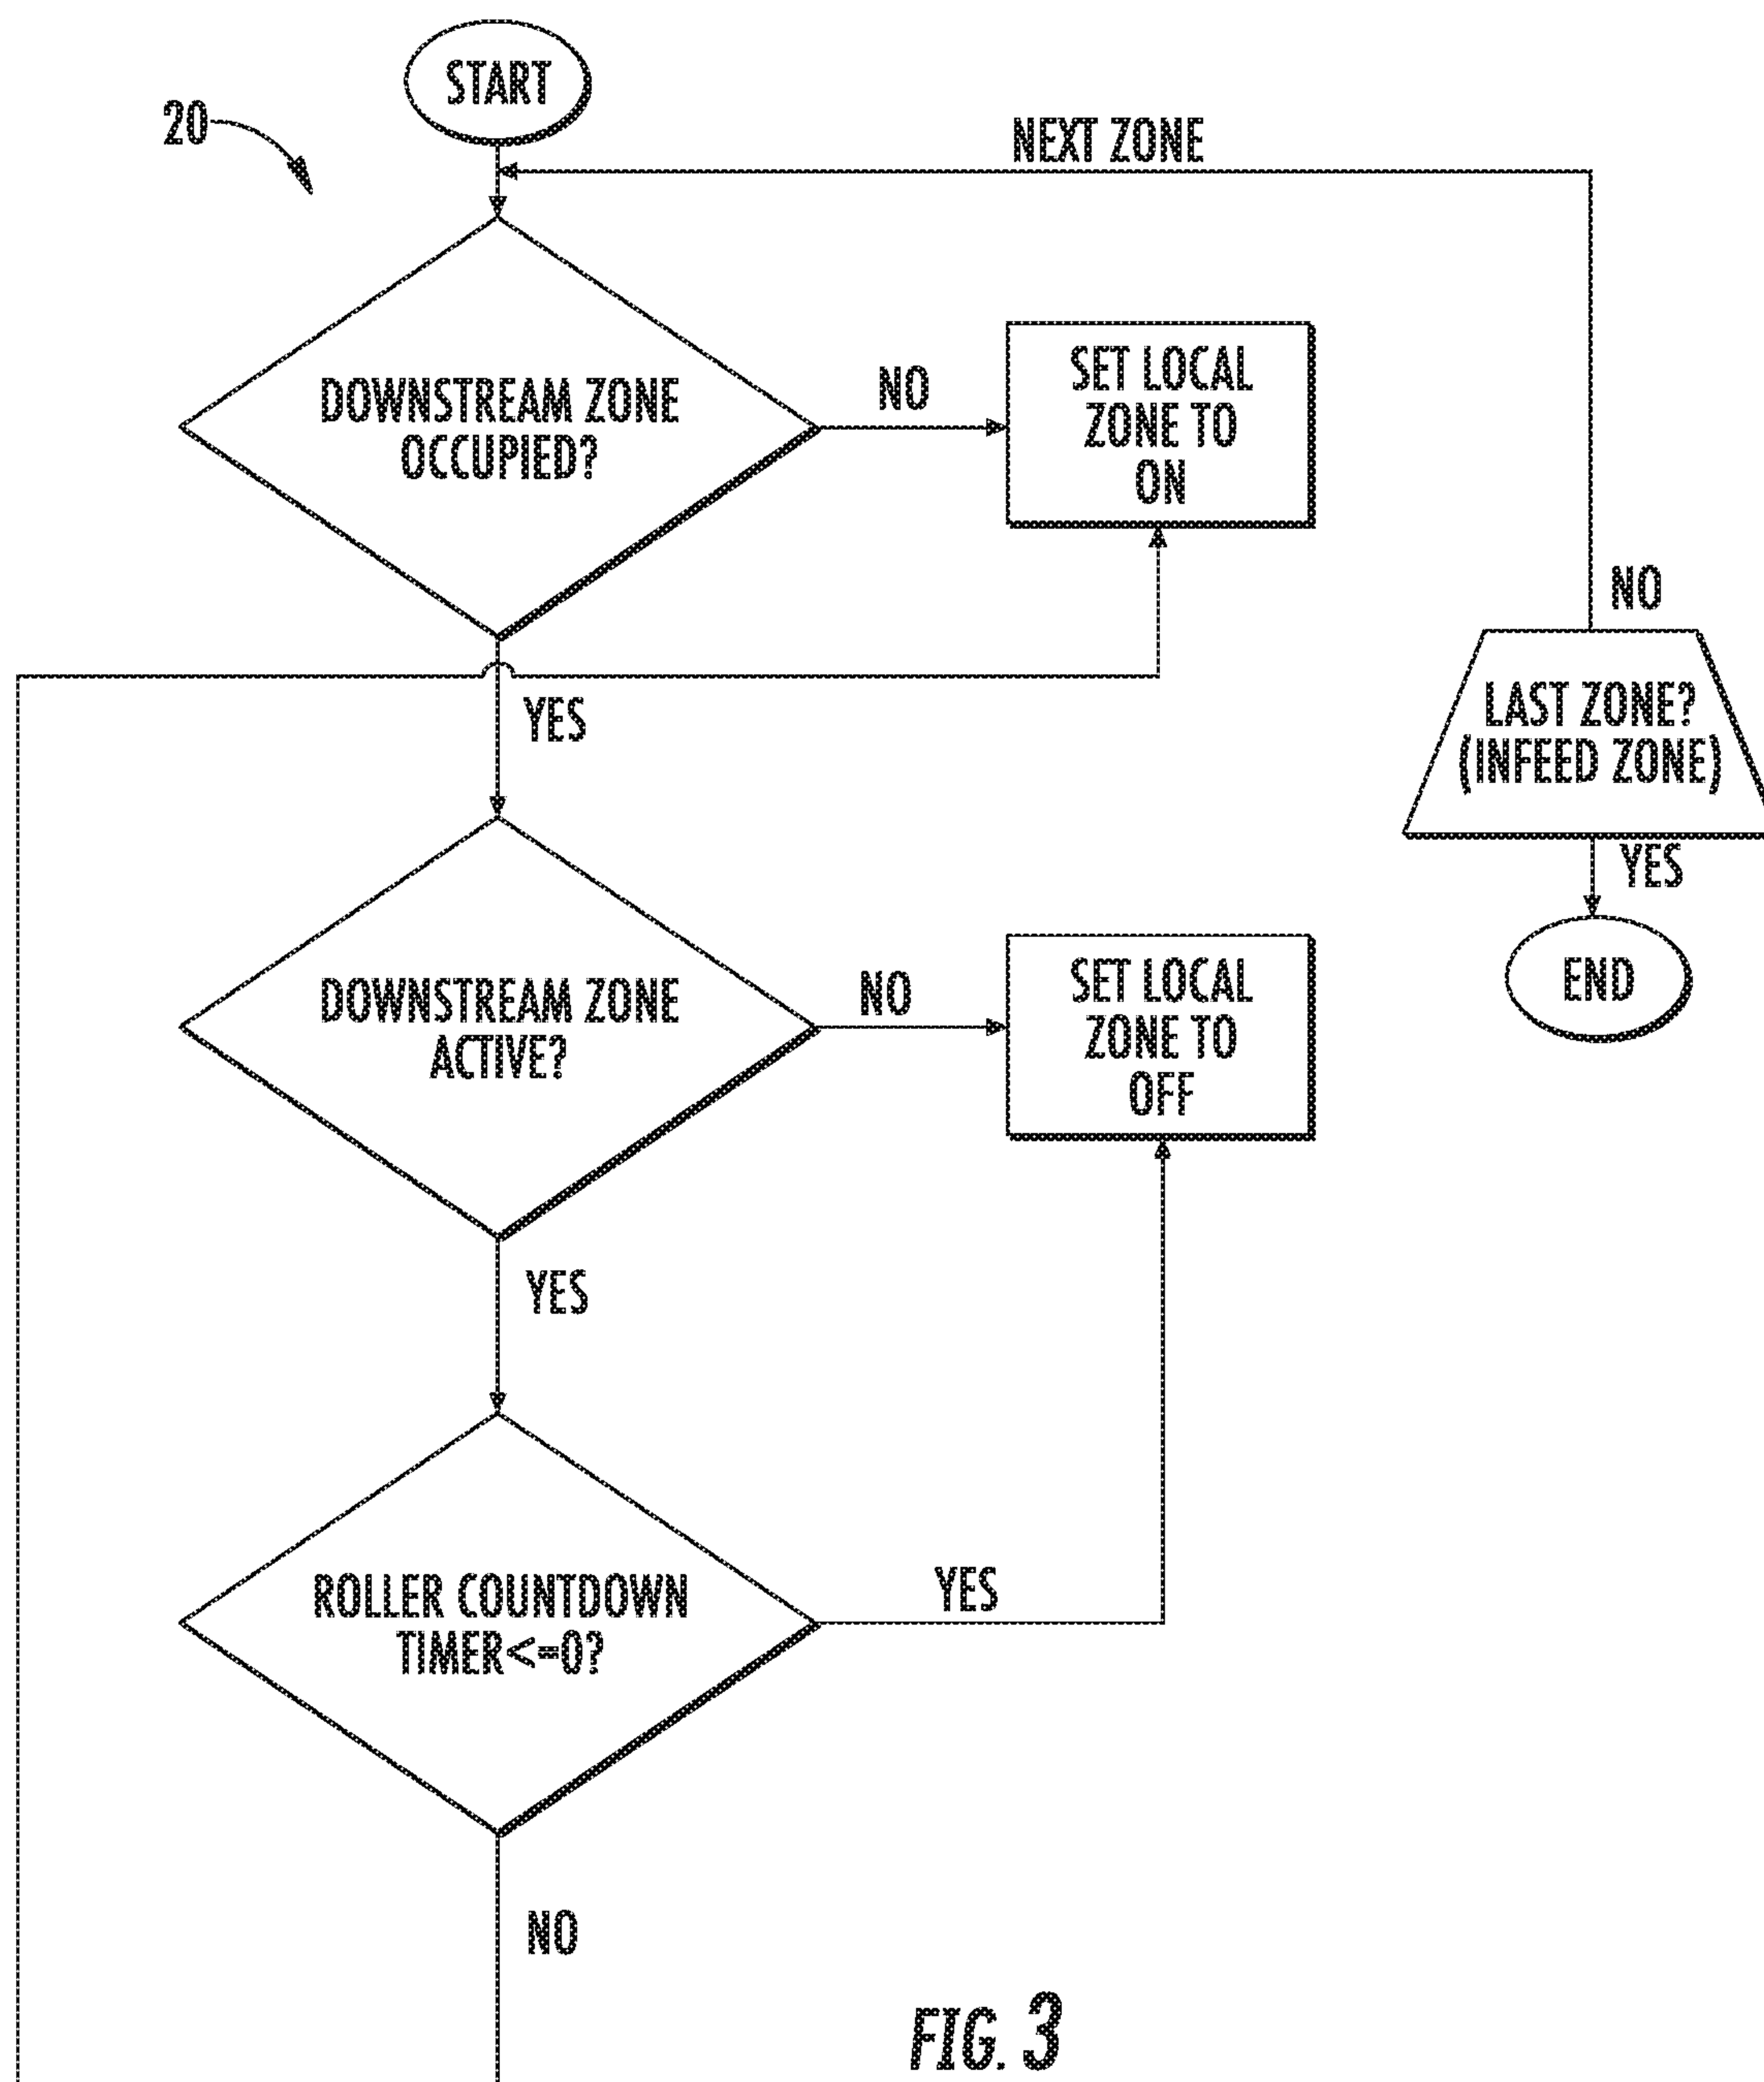 START
20
NEXT ZONE
DOWNSTREAM ZONE
OCCUPIED?
NO
SET LOCAL
ZONE TO
ON
NO
YES
LAST ZONE?
(INFEED ZONE)
YES
END
DOWNSTREAM ZONE
ACTIVE?
NO
SET LOCAL
ZONE TO
OFF
YES
ROLLER COUNTDOWN
TIMER<=0?
YES
NO
FIG. 3